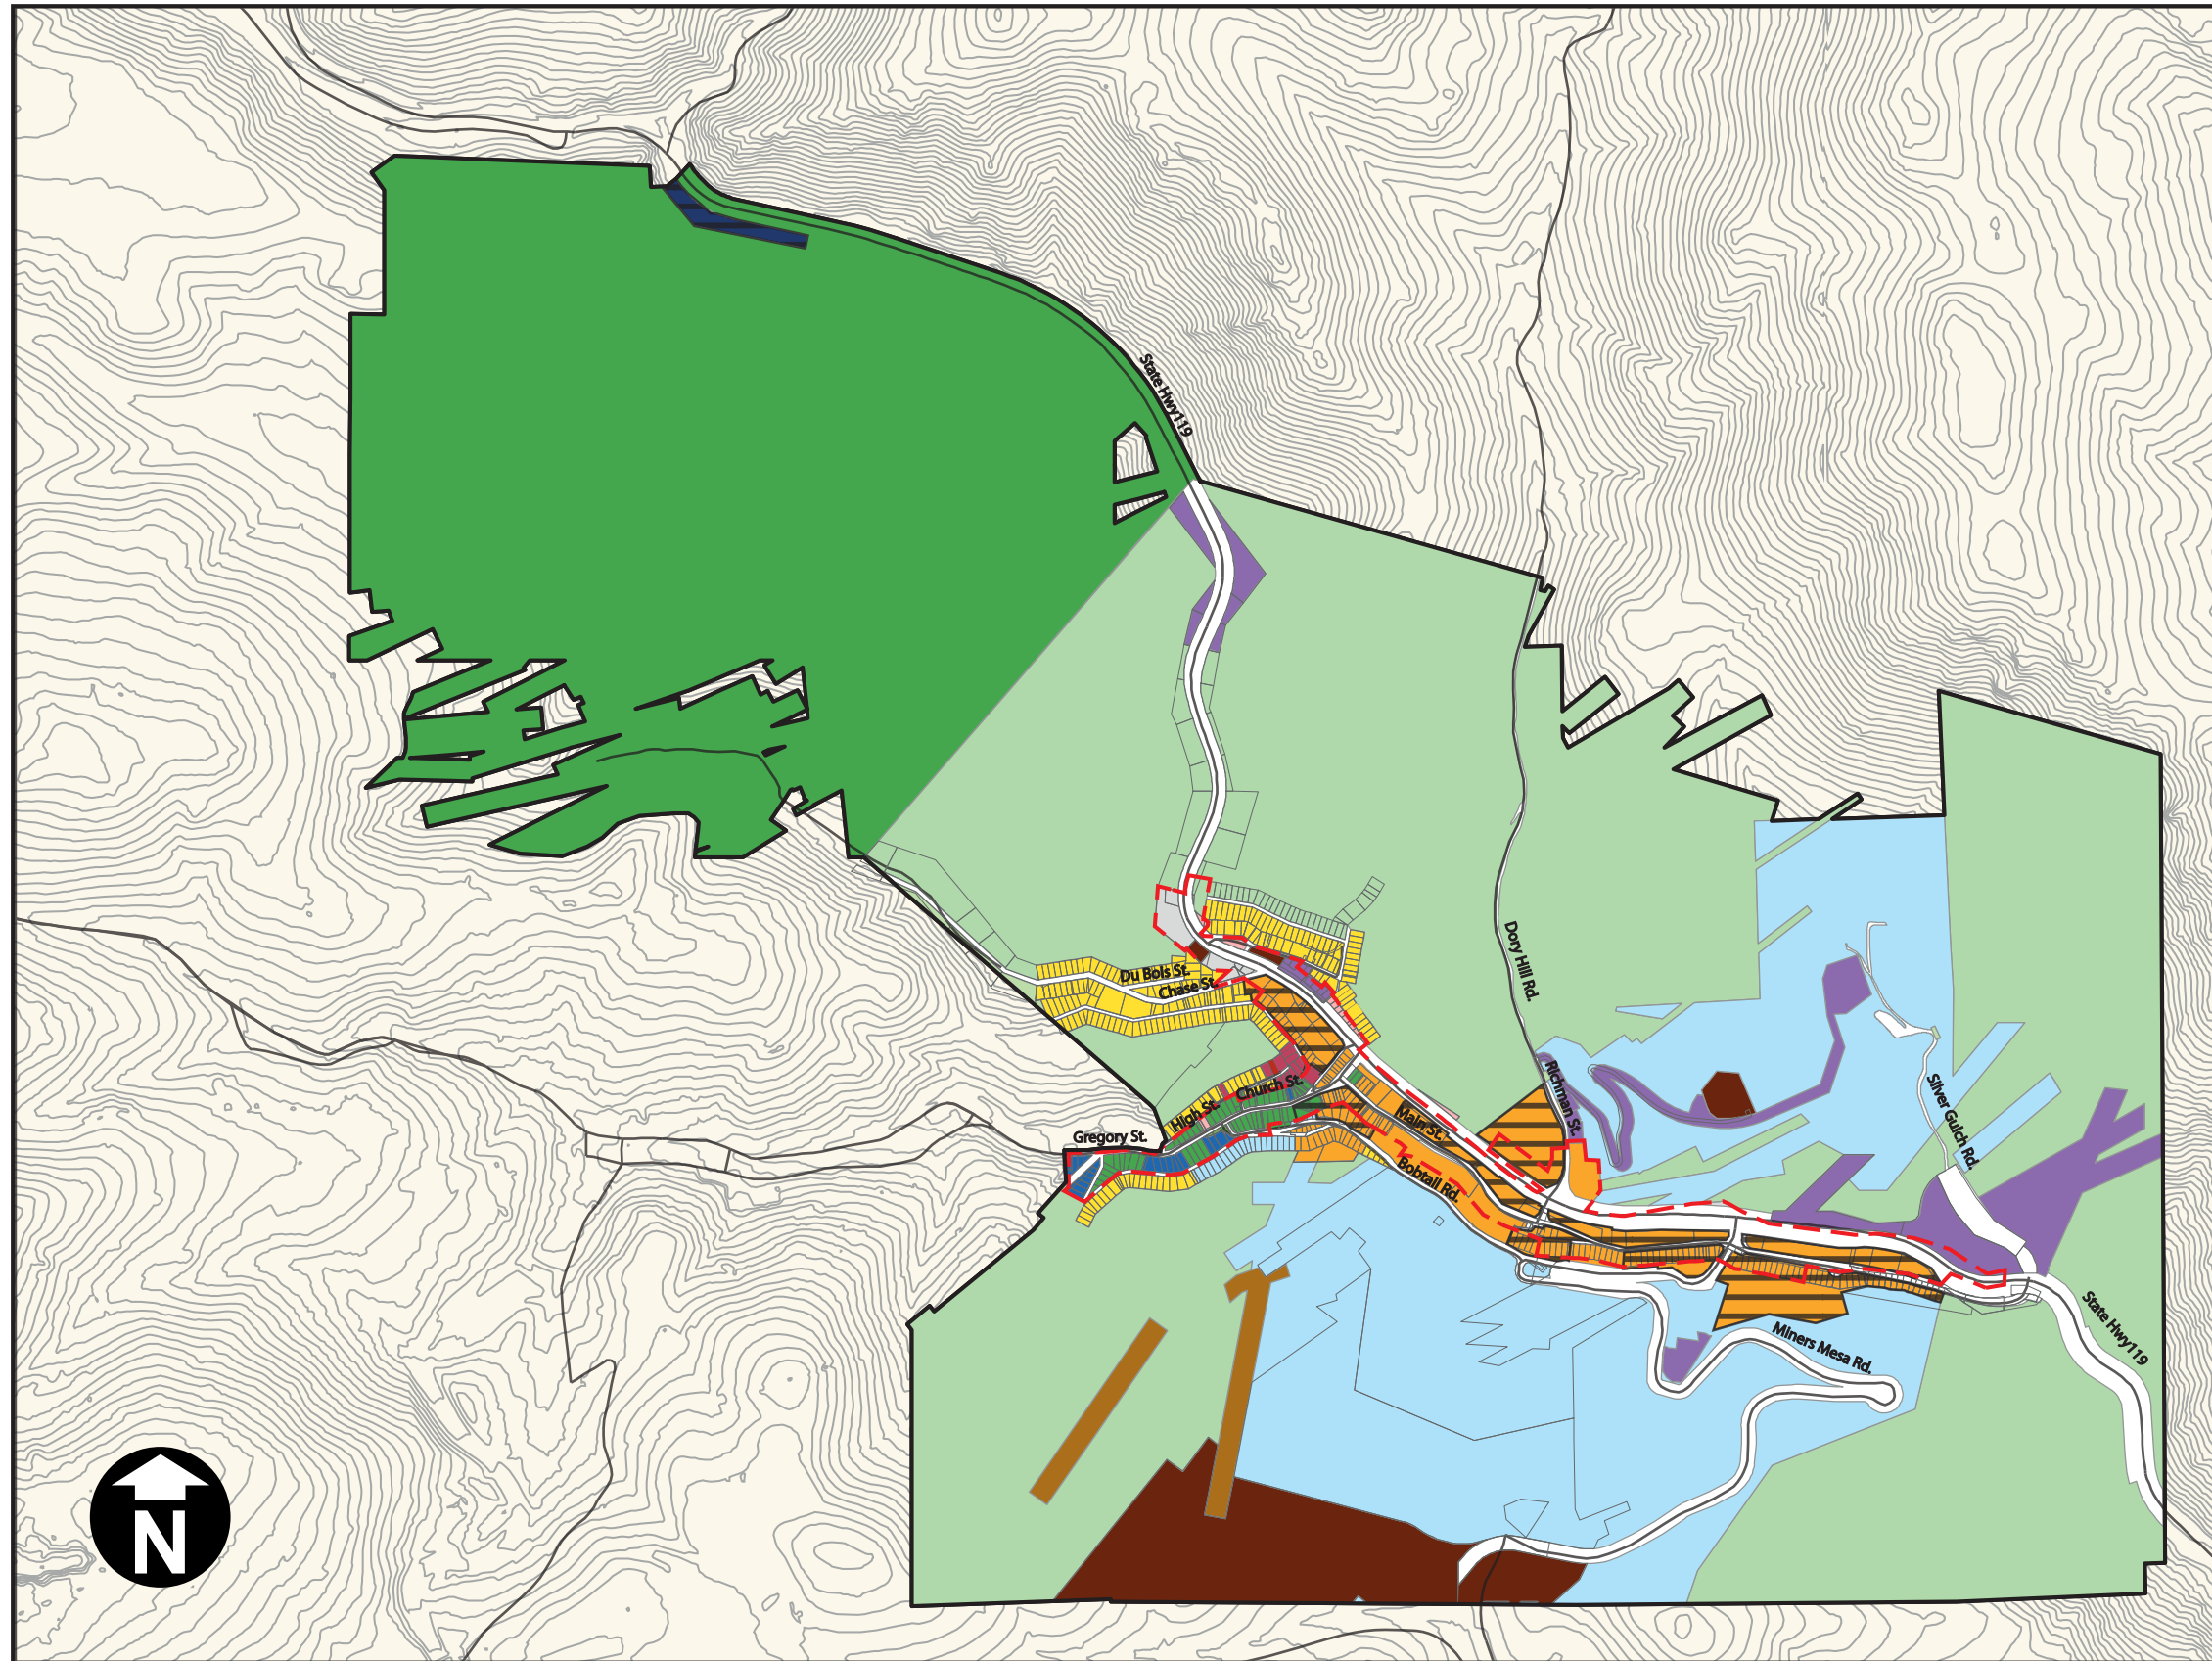 State Hwy119
Dory Hill Rd.
Du Bois St.
Chase St.
Richman St.
Silver Gulch Rd.
Church St.
High St.
Main St.
Gregory St.
Bobtail Rd.
State Hwy119
Miners Mesa Rd.
N